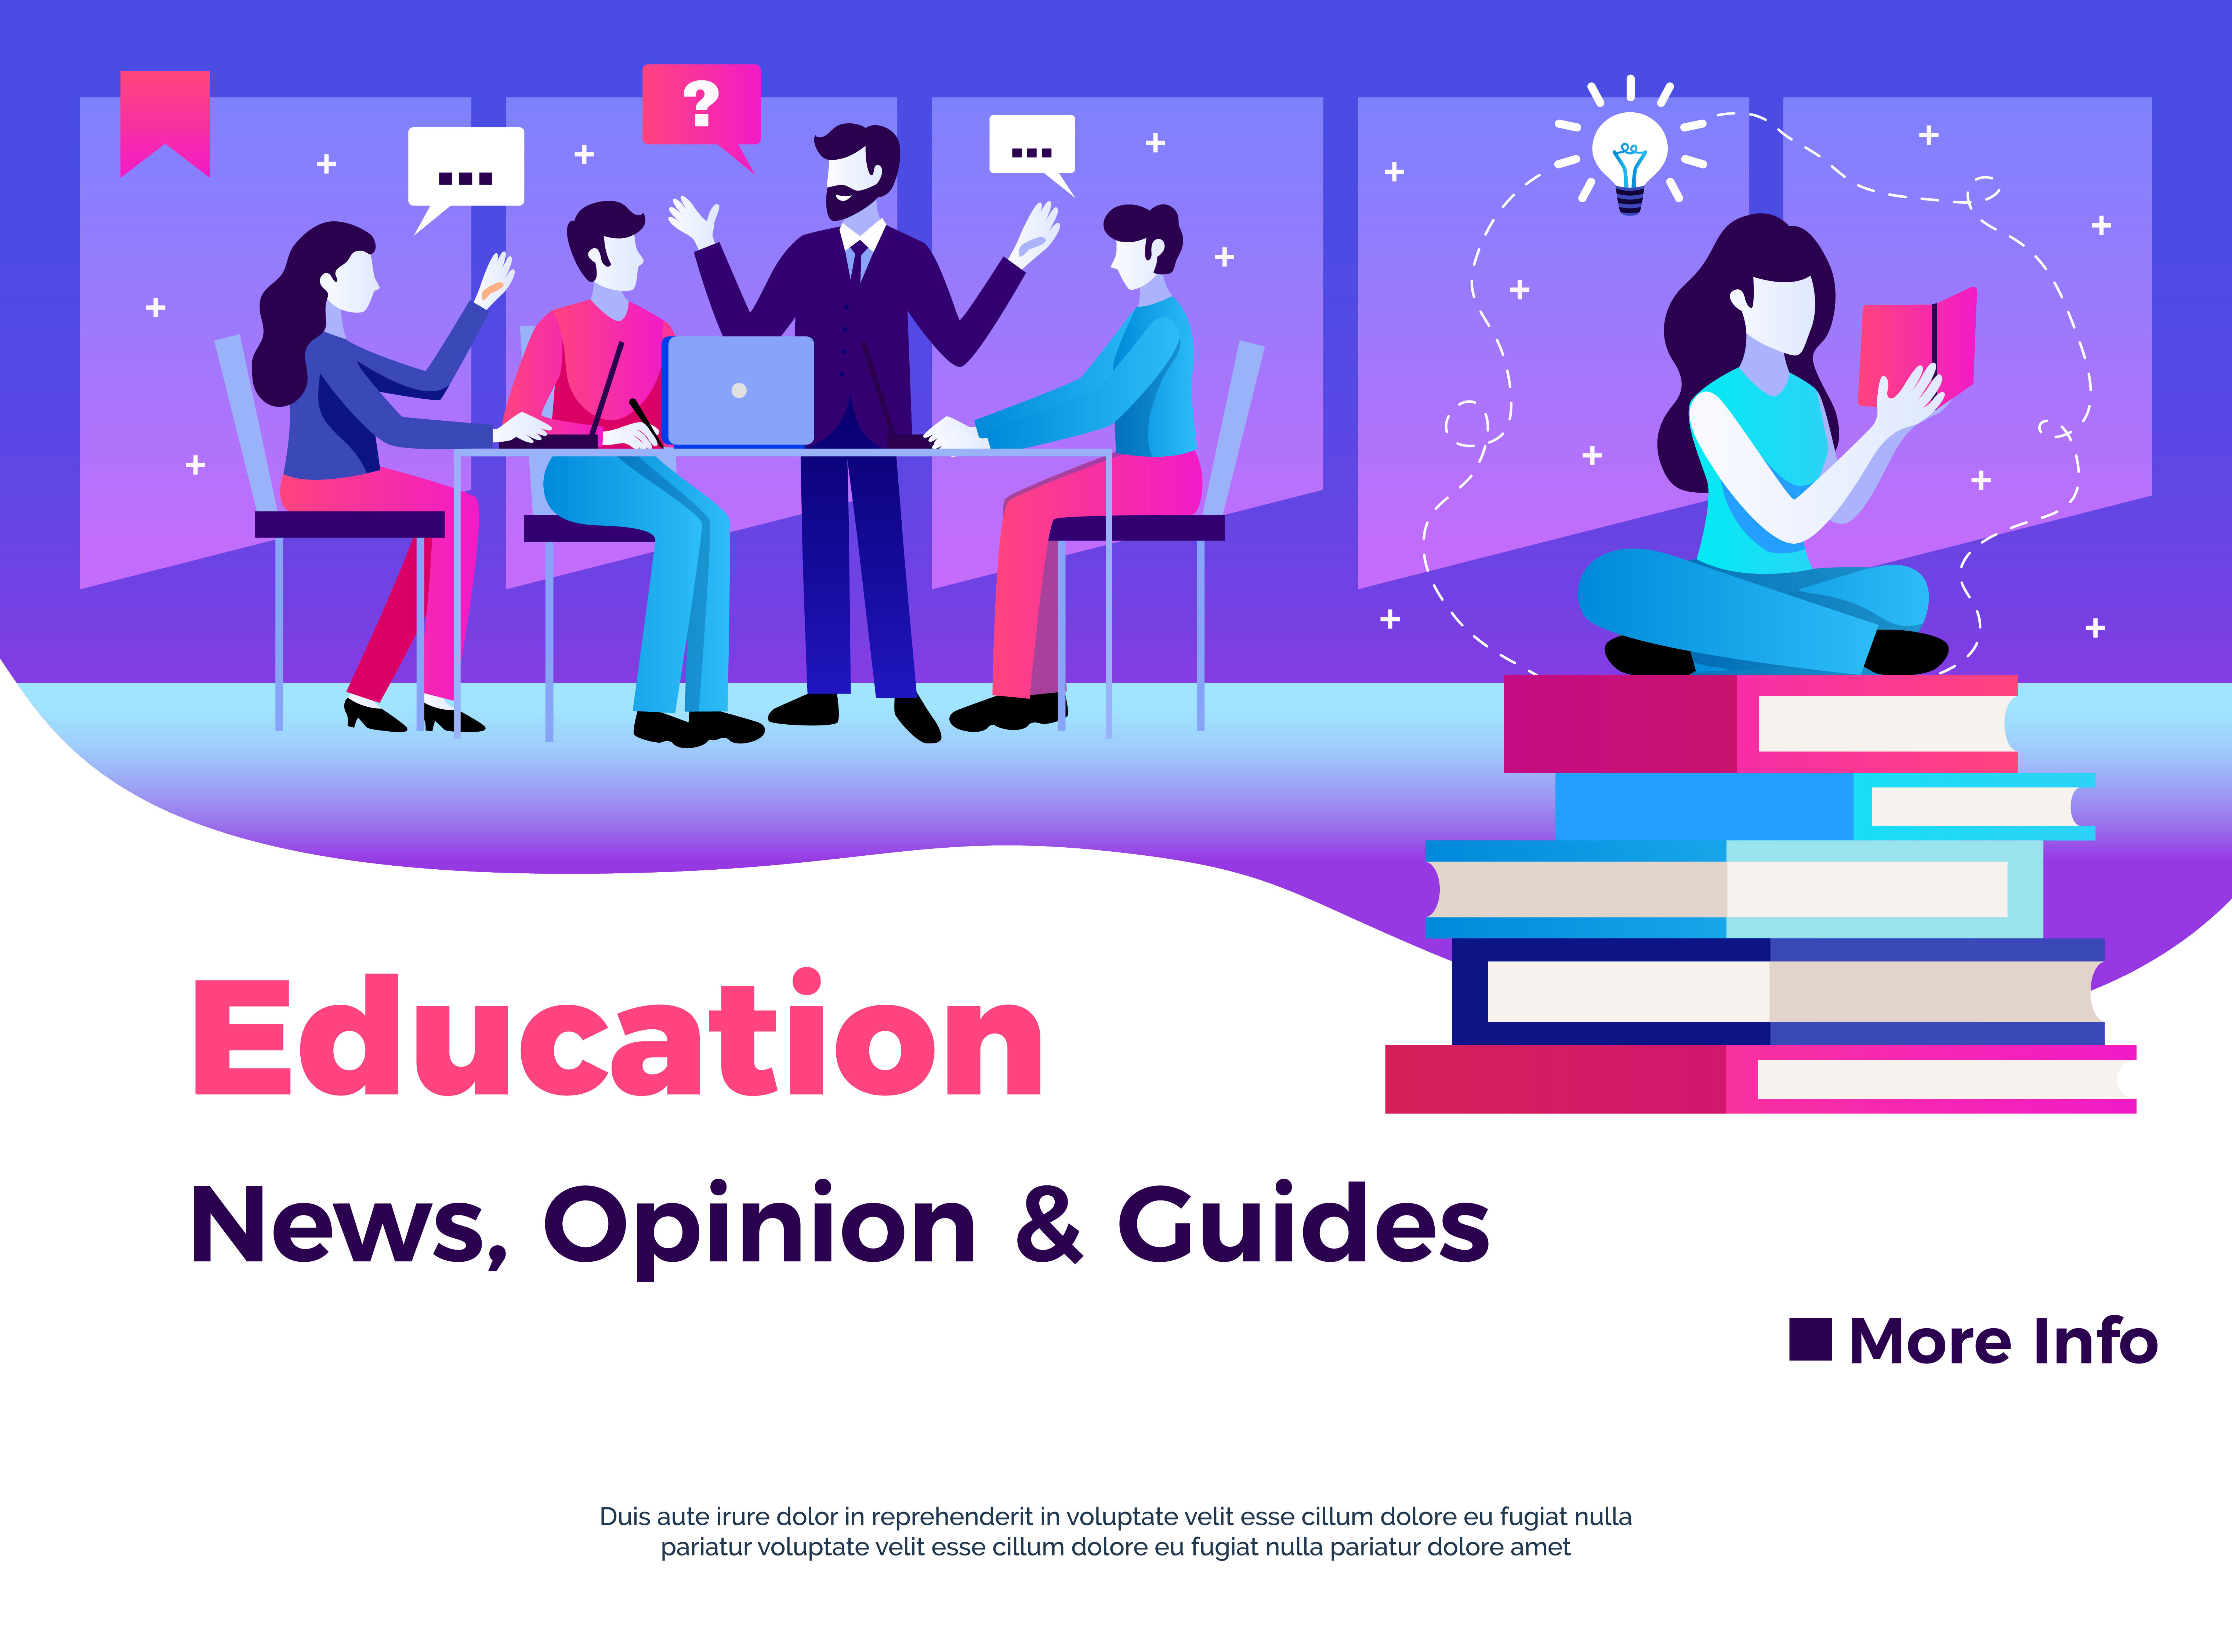 ...
?
...
Education
News, Opinion & Guides
More Info
Duis aute irure dolor in reprehenderit in voluptate velit esse cillum dolore eu fugiat nulla
pariatur voluptate velit esse cillum dolore eu fugiat nulla pariatur dolore amet